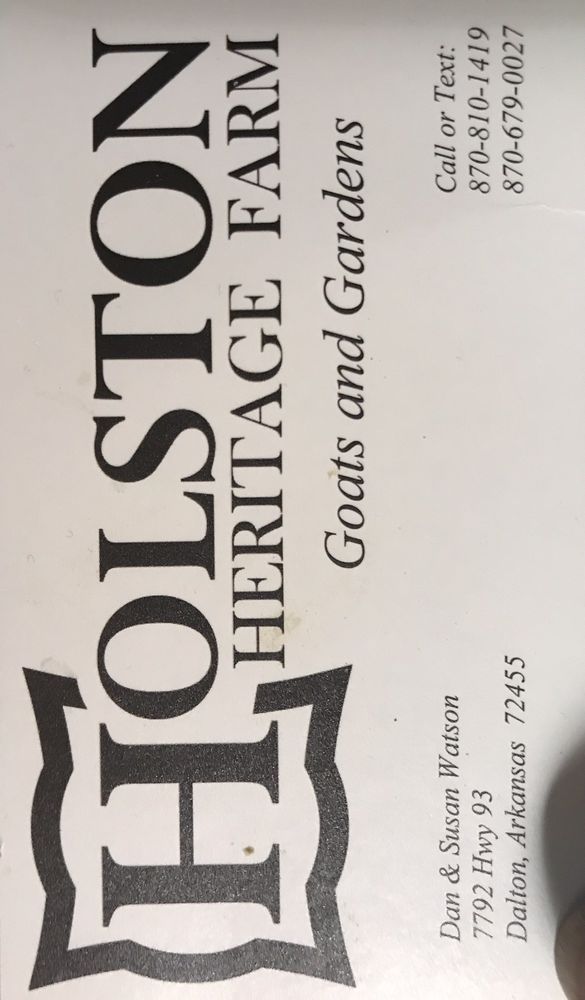 HOLSTON
HERITAGE FARM
Goats and Gardens
Dan & Susan Watson
7792 Hwy 93
Dalton, Arkansas 72455
Call or Text:
870-810-1419
870-679-0027